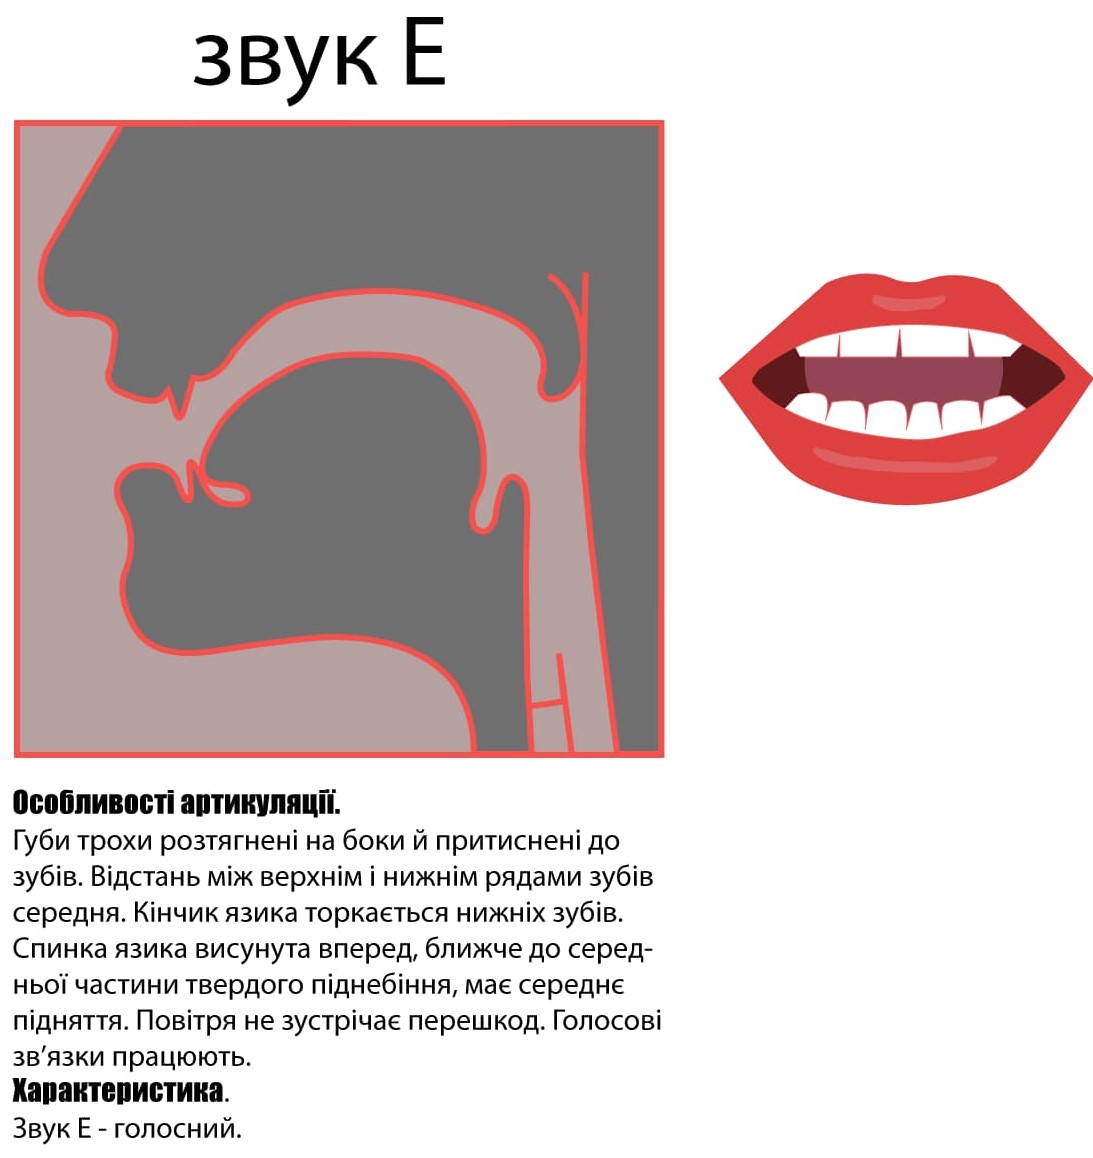 звук Е
Особливості артикуляції.
Губи трохи розтягнені на боки й притиснені до
зубів. Відстань між верхнім і нижнім рядами зубів
середня. Кінчик язика торкається нижніх зубів.
Спинка язика висунута вперед, ближче до серед-
ньої частини твердого піднебіння, має середнє
підняття. Повітря не зустрічає перешкод. Голосові
зв’язки працюють.
Характеристика.
Звук Е - голосний.